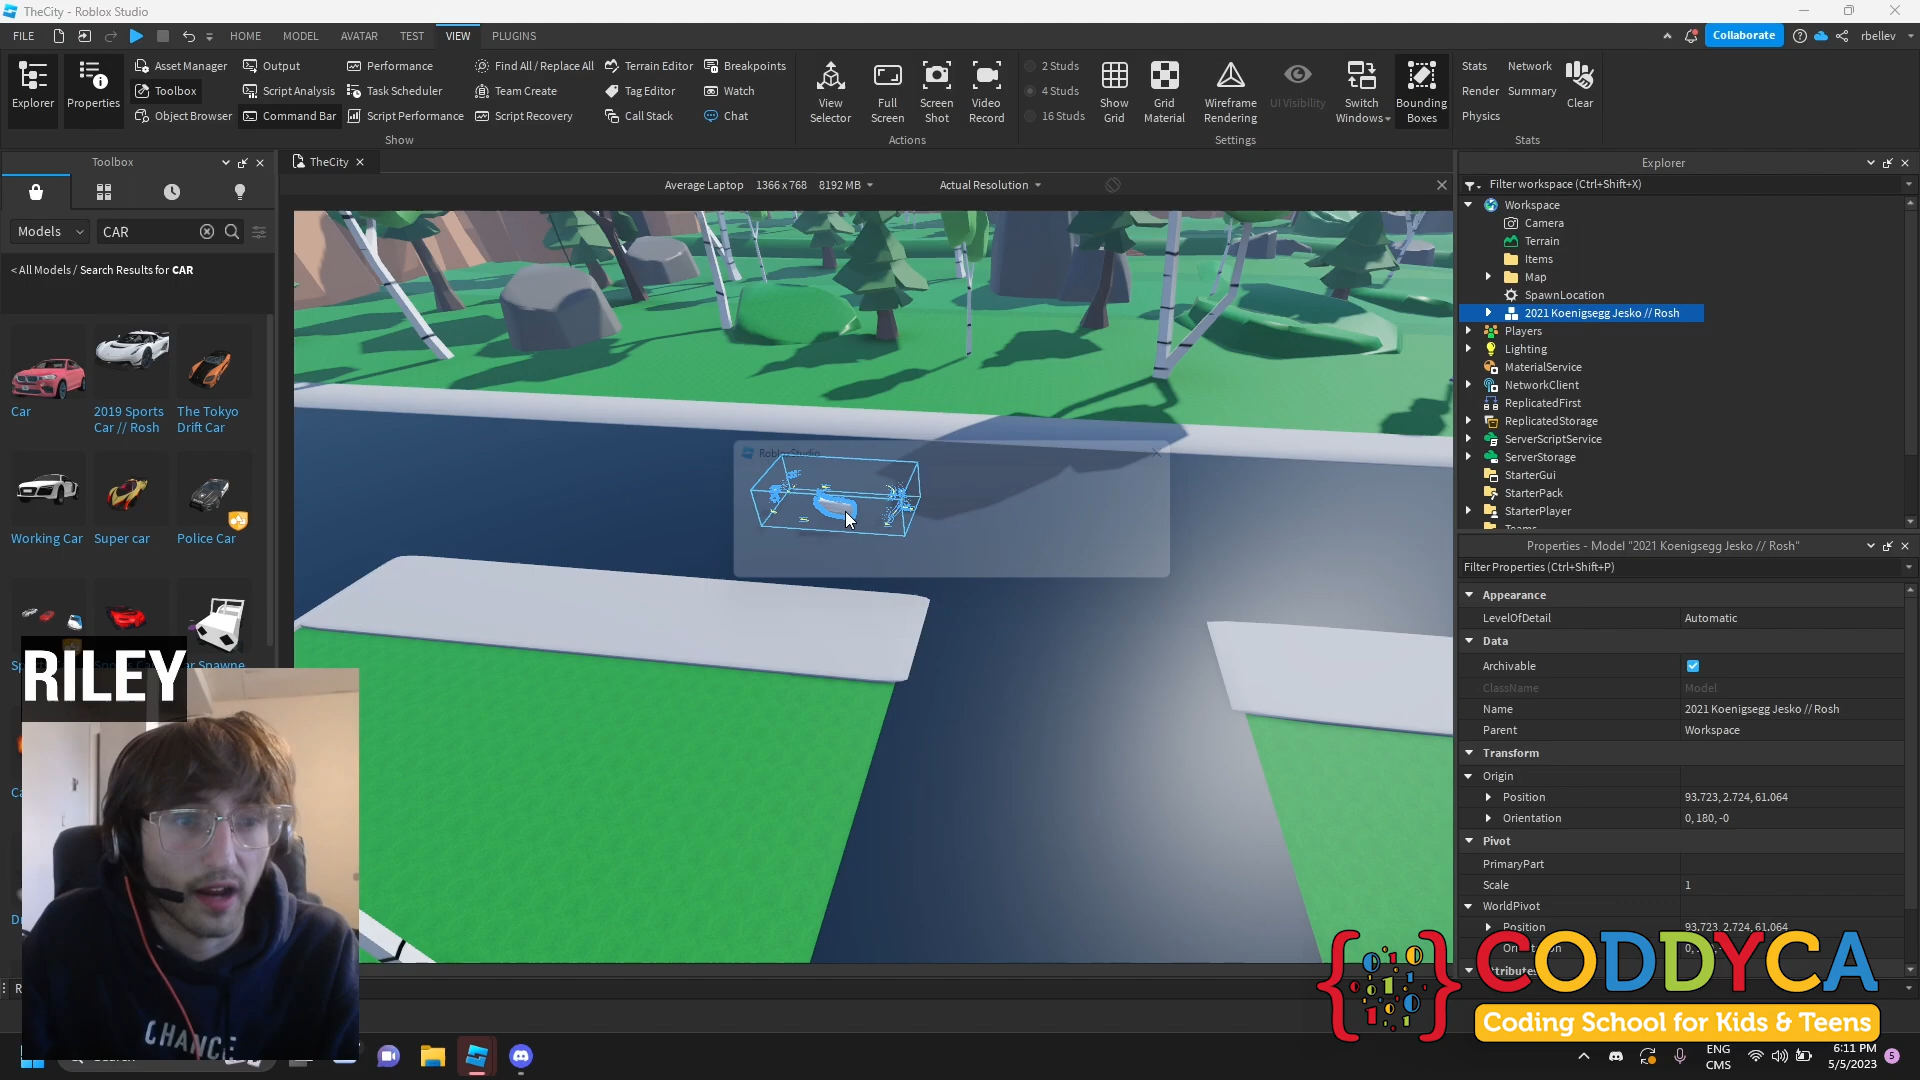 TheCity - Roblox Studio
FILE HOME MODEL AVATAR TEST VIEW PLUGINS Collaborate rbellev
Explorer
Properties
Asset Manager
Toolbox
Object Browser
Output
Script Analysis
Command Bar
Performance
Task Scheduler
Script Performance
Find All / Replace All
Team Create
Script Recovery
Terrain Editor
Tag Editor
Call Stack
Breakpoints
Watch
Chat
Show
View
Selector
Full
Screen
Screen
Shot
Video
Record
Actions
2 Studs
4 Studs
16 Studs
Show
Grid
Grid
Material
Wireframe
Rendering
UI Visibility
Switch
Windows
Bounding
Boxes
Settings
Stats
Render
Physics
Network
Summary
Clear
Stats
Toolbox
Models CAR
< All Models / Search Results for CAR
Car
2019 Sports
Car // Rosh
The Tokyo
Drift Car
Working Car
Super car
Police Car
TheCity
Average Laptop 1366 x 768 8192 MB
Actual Resolution
Roblox Studio
Explorer
Filter workspace (Ctrl+Shift+X)
Workspace
Camera
Terrain
Items
Map
SpawnLocation
2021 Koenigsegg Jesko // Rosh
Players
Lighting
MaterialService
NetworkClient
ReplicatedFirst
ReplicatedStorage
ServerScriptService
ServerStorage
StarterGui
StarterPack
StarterPlayer
Teams
Properties - Model "2021 Koenigsegg Jesko // Rosh"
Filter Properties (Ctrl+Shift+P)
Appearance
LevelOfDetail Automatic
Data
Archivable
ClassName Model
Name 2021 Koenigsegg Jesko // Rosh
Parent Workspace
Transform
Origin
Position 93.723, 2.724, 61.064
Orientation 0, 180, -0
Pivot
PrimaryPart
Scale 1
WorldPivot
Position 93.723, 2.724, 61.064
Attributes
RILEY
CHANCE
CODDYCA
Coding School for Kids & Teens
ENG
CMS
6:11 PM
5/5/2023
5